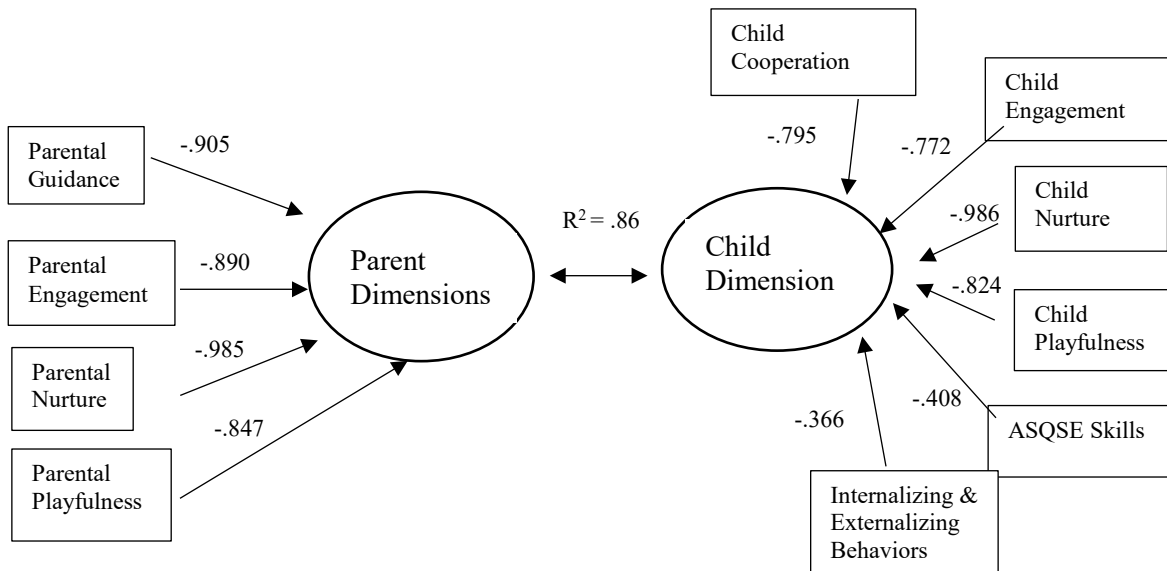 Parental
Guidance
-.905
Parental
Engagement
-.890
Parental
Nurture
-.985
Parental
Playfulness
-.847
Parent
Dimensions
R² = .86
Child
Dimension
Child
Cooperation
-.795
Child
Engagement
-.772
Child
Nurture
-.986
Child
Playfulness
-.824
ASQSE Skills
-.408
Internalizing &
Externalizing
Behaviors
-.366